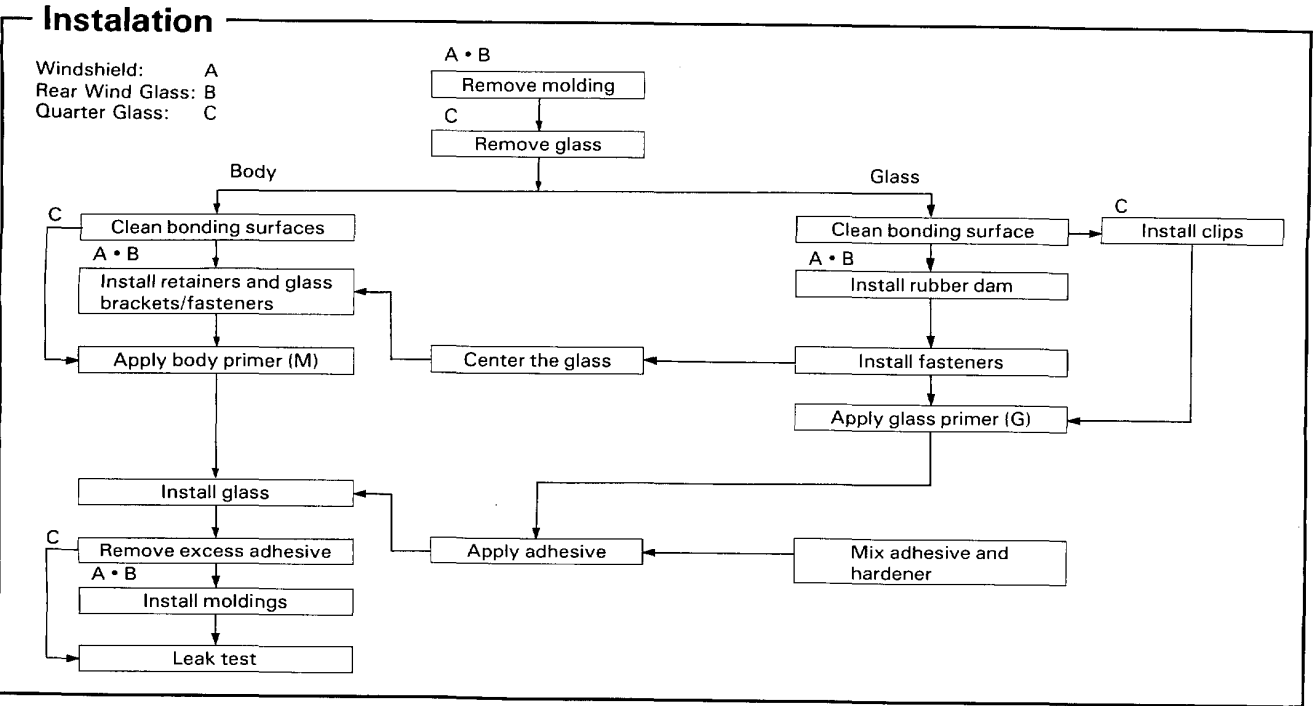 Instalation
Windshield: A
Rear Wind Glass: B
Quarter Glass: C
A • B
Remove molding
C
Remove glass
Body
Glass
C
Clean bonding surfaces
A • B
Install retainers and glass
brackets/fasteners
Apply body primer (M)
Center the glass
Clean bonding surface
C
Install clips
A • B
Install rubber dam
Install fasteners
Apply glass primer (G)
Install glass
C
Remove excess adhesive
A • B
Install moldings
Leak test
Apply adhesive
Mix adhesive and
hardener